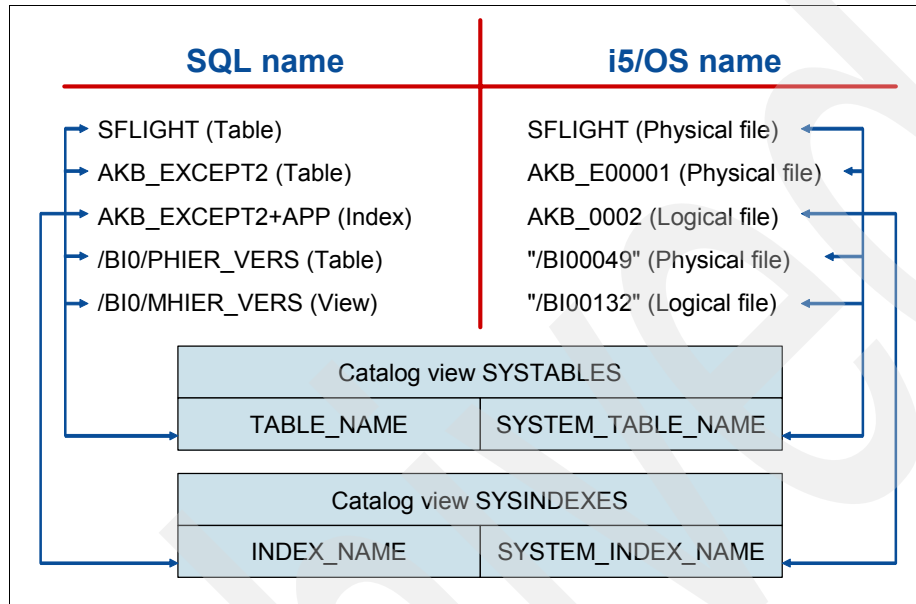 SQL name i5/OS name
SFLIGHT (Table) SFLIGHT (Physical file)
AKB_EXCEPT2 (Table) AKB_E00001 (Physical file)
AKB_EXCEPT2+APP (Index) AKB_0002 (Logical file)
/BI0/PHIER_VERS (Table) "/BI00049" (Physical file)
/BI0/MHIER_VERS (View) "/BI00132" (Logical file)
Catalog view SYSTABLES
TABLE_NAME SYSTEM_TABLE_NAME
Catalog view SYSINDEXES
INDEX_NAME SYSTEM_INDEX_NAME